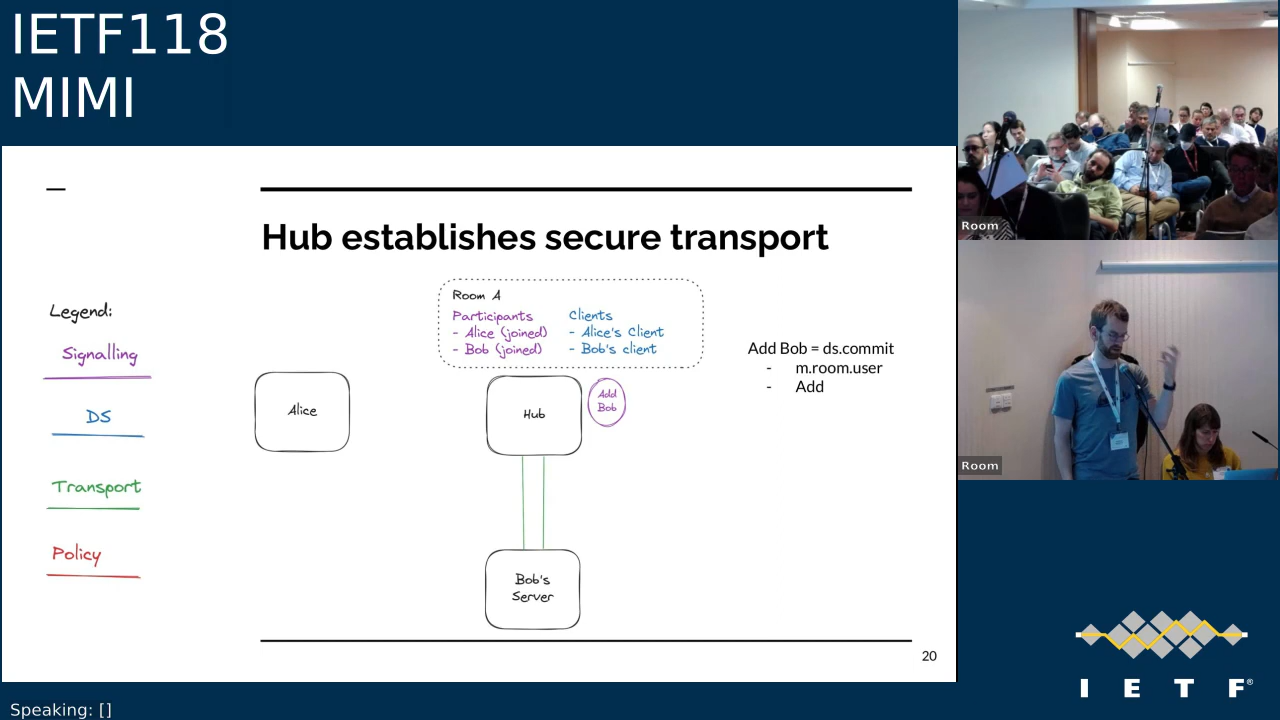 IETF118
MIMI
Hub establishes secure transport
Legend:
Signalling
DS
Transport
Policy
Room A
Participants
- Alice (joined)
- Bob (joined)
Clients
- Alice's Client
- Bob's client
Alice
Hub
Add
Bob
Bob's
Server
Add Bob = ds.commit
- m.room.user
- Add
20
Room
Room
I E T F®
Speaking: []